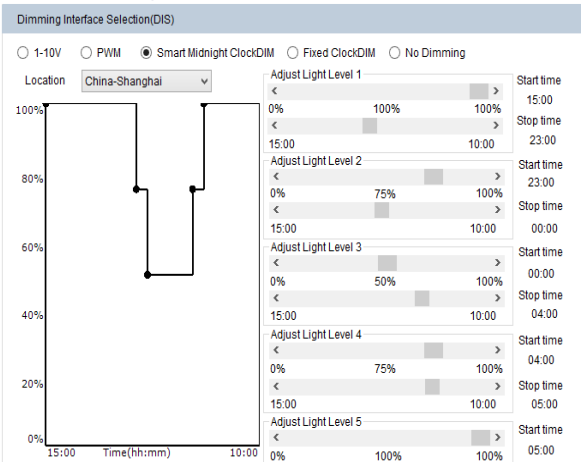 Dimming Interface Selection(DIS)
1-10V PWM Smart Midnight ClockDIM Fixed ClockDIM No Dimming
Location China-Shanghai
100%
80%
60%
40%
20%
0%
15:00 Time(hh:mm) 10:00
Adjust Light Level 1
0% 100% 100%
15:00 10:00
Start time
15:00
Stop time
23:00
Adjust Light Level 2
0% 75% 100%
15:00 10:00
Start time
23:00
Stop time
00:00
Adjust Light Level 3
0% 50% 100%
15:00 10:00
Start time
00:00
Stop time
04:00
Adjust Light Level 4
0% 75% 100%
15:00 10:00
Start time
04:00
Stop time
05:00
Adjust Light Level 5
0% 100% 100%
Start time
05:00